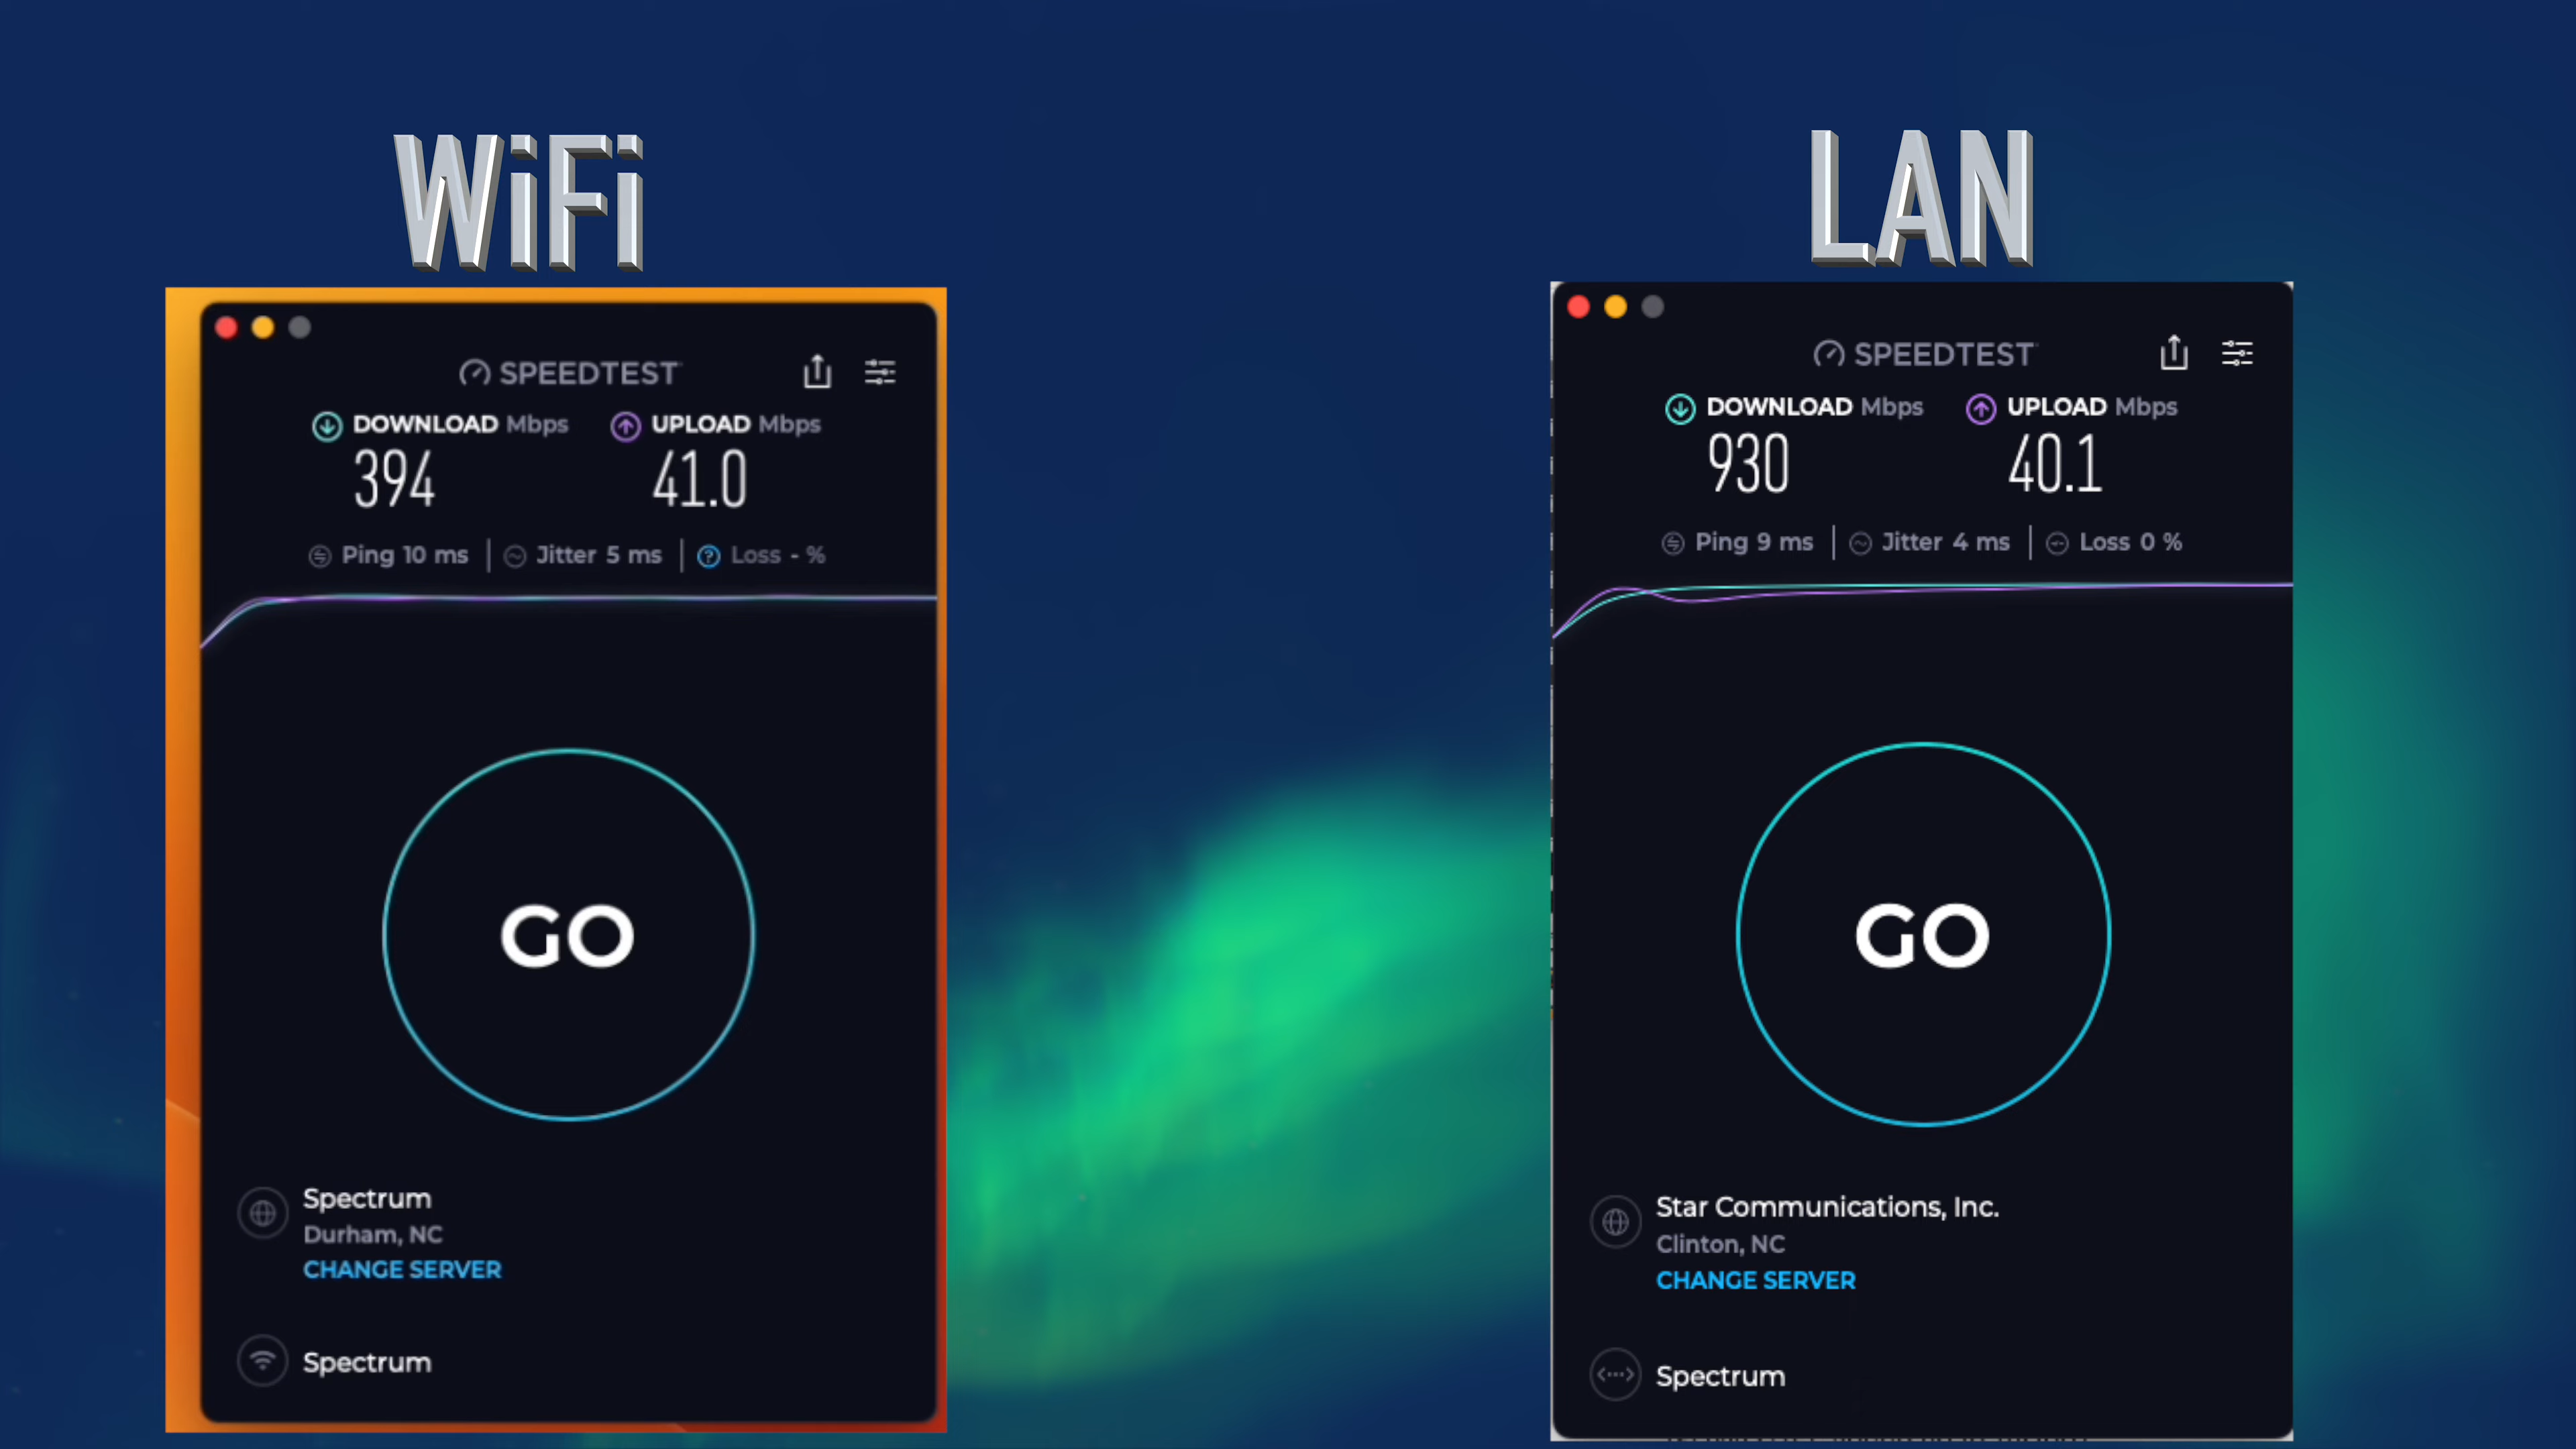 WiFi
SPEEDTEST
DOWNLOAD Mbps UPLOAD Mbps
394 41.0
Ping 10 ms Jitter 5 ms Loss - %
GO
Spectrum
Durham, NC
CHANGE SERVER
Spectrum
LAN
SPEEDTEST
DOWNLOAD Mbps UPLOAD Mbps
930 40.1
Ping 9 ms Jitter 4 ms Loss 0 %
GO
Star Communications, Inc.
Clinton, NC
CHANGE SERVER
Spectrum